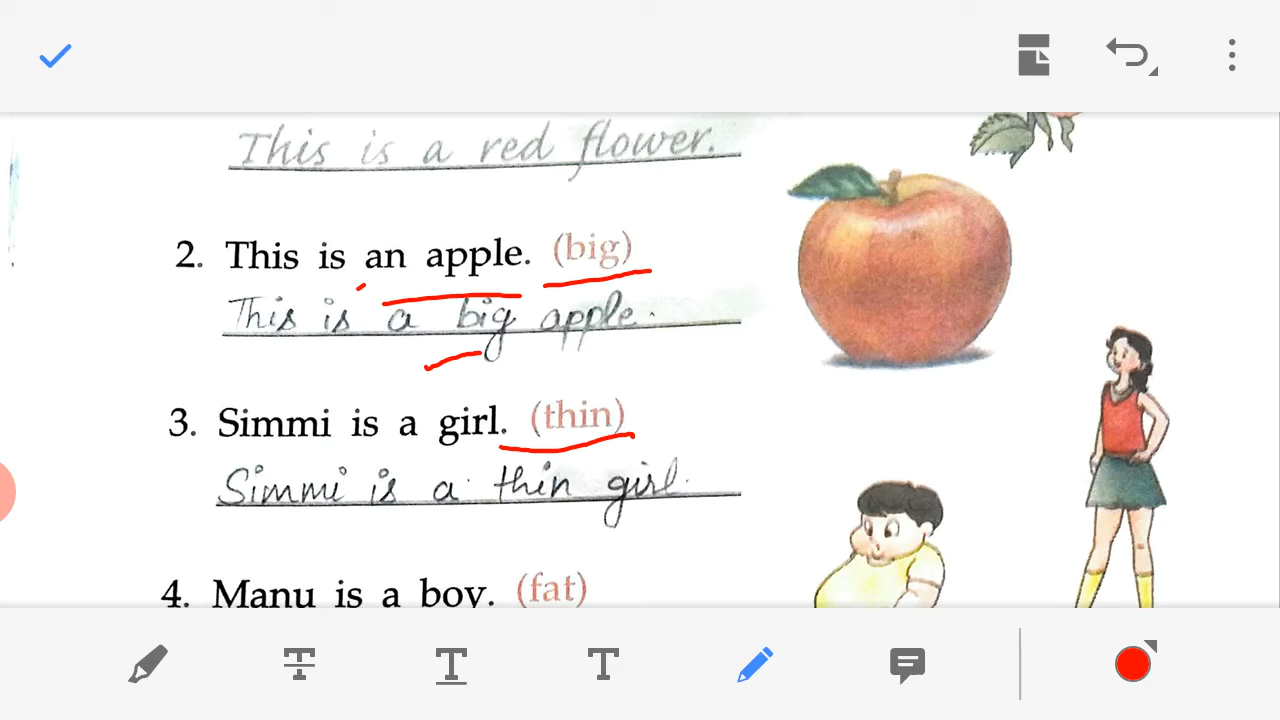 This is a red flower.
2. This is an apple. (big)
This is a big apple.
3. Simmi is a girl. (thin)
Simmi is a thin girl.
4. Manu is a boy. (fat)